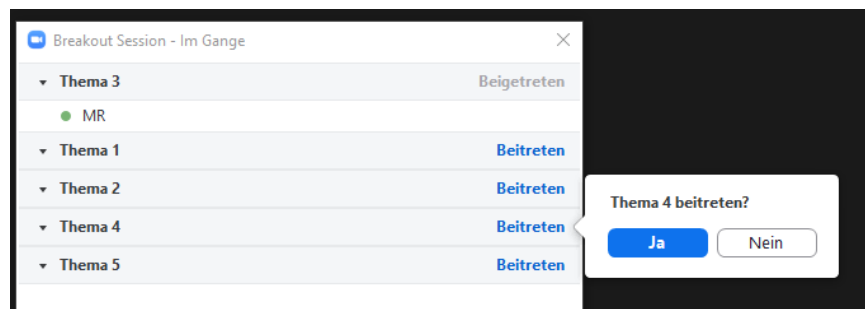 Breakout Session - Im Gange
Thema 3 Beigetreten
MR
Thema 1 Beitreten
Thema 2 Beitreten
Thema 4 Beitreten
Thema 5 Beitreten
Thema 4 beitreten?
Ja Nein